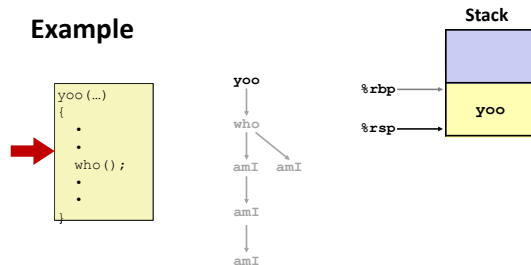 Example
yoo(…)
{
•
•
who();
•
•
}
yoo
who
amI amI
amI
amI
Stack
%rbp
yoo
%rsp